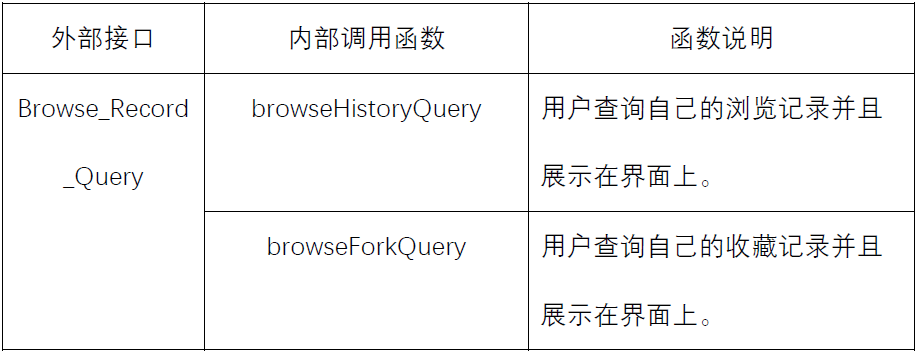 外部接口 内部调用函数 函数说明
Browse_Record
_Query
browseHistoryQuery
用户查询自己的浏览记录并且
展示在界面上。
browseForkQuery
用户查询自己的收藏记录并且
展示在界面上。